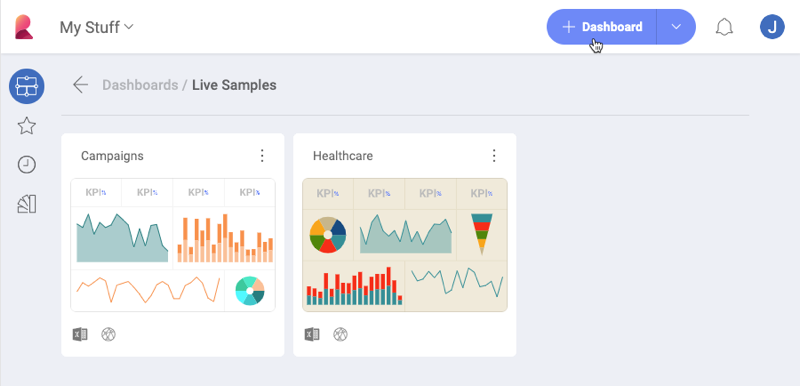 My Stuff
+ Dashboard
J
Dashboards / Live Samples
Campaigns
Healthcare
KPI% KPI% KPI% KPI%
KPI% KPI% KPI% KPI%